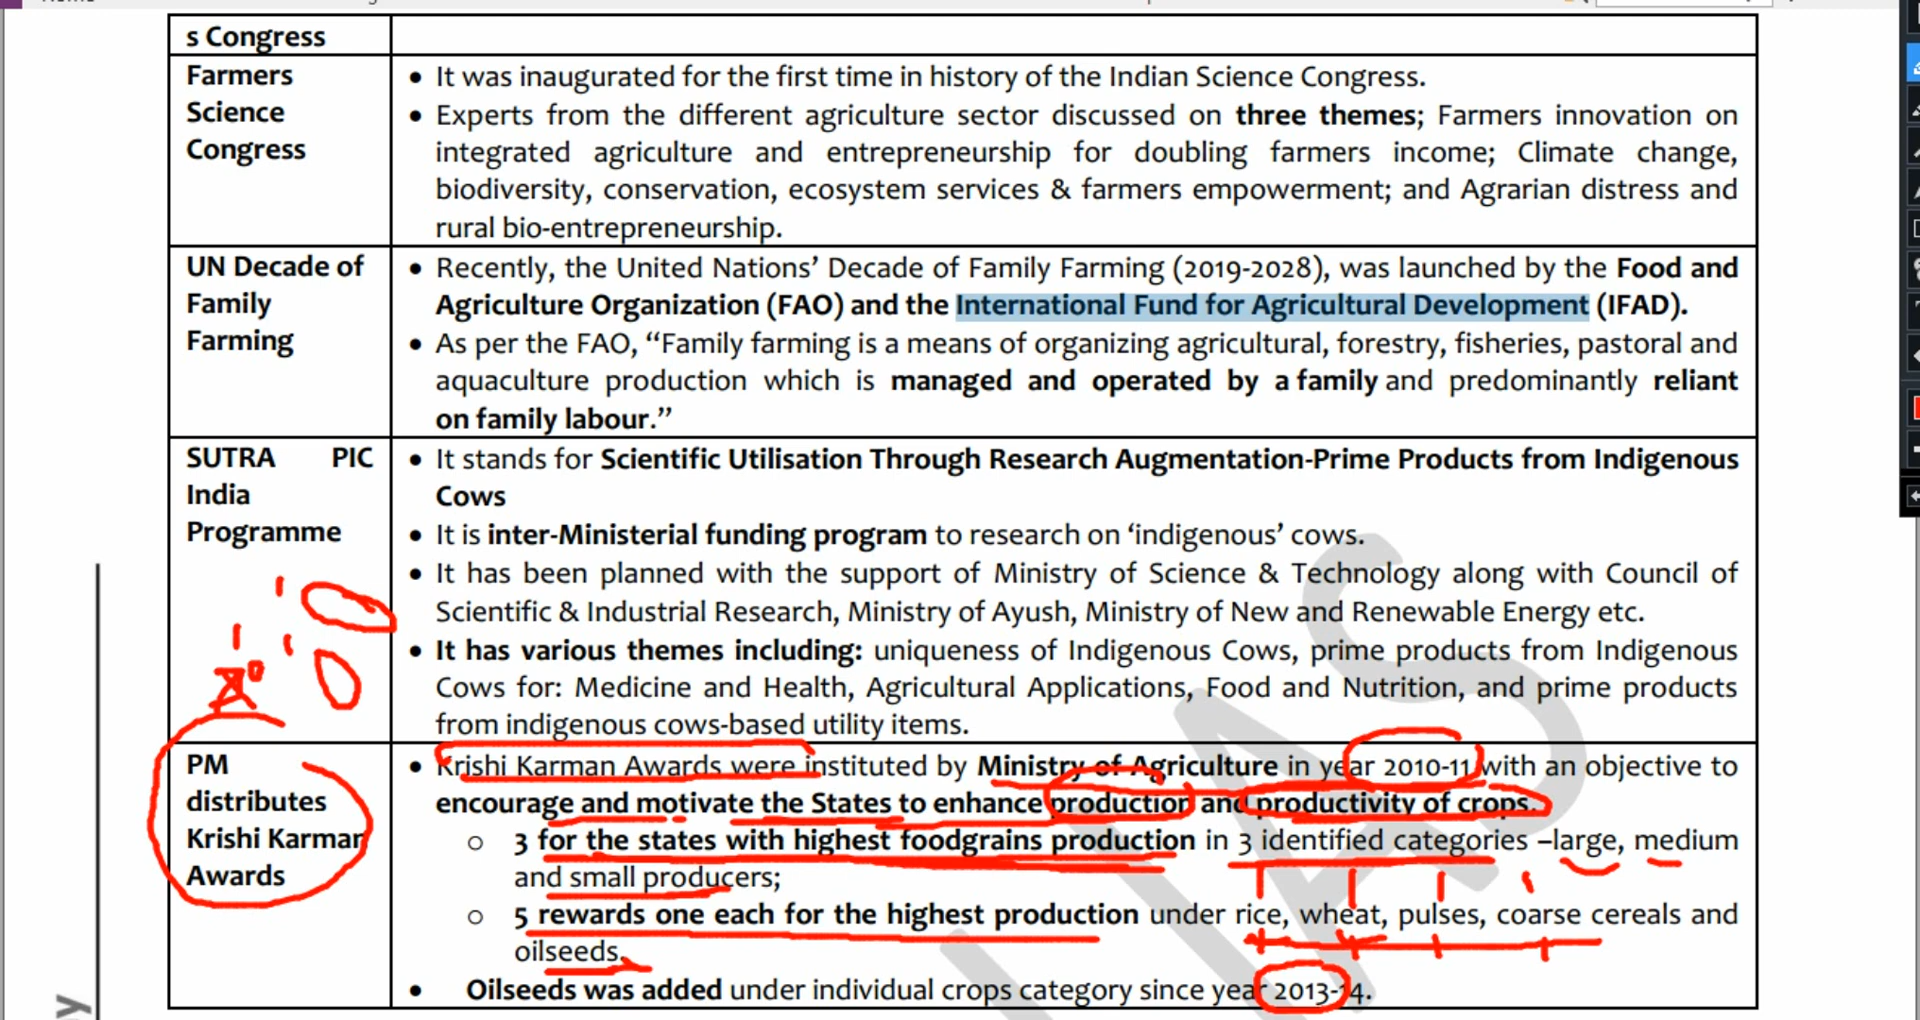 s Congress
Farmers
Science
Congress
• It was inaugurated for the first time in history of the Indian Science Congress.
• Experts from the different agriculture sector discussed on three themes; Farmers innovation on
integrated agriculture and entrepreneurship for doubling farmers income; Climate change,
biodiversity, conservation, ecosystem services & farmers empowerment; and Agrarian distress and
rural bio-entrepreneurship.
UN Decade of
Family
Farming
• Recently, the United Nations’ Decade of Family Farming (2019-2028), was launched by the Food and
Agriculture Organization (FAO) and the International Fund for Agricultural Development (IFAD).
• As per the FAO, “Family farming is a means of organizing agricultural, forestry, fisheries, pastoral and
aquaculture production which is managed and operated by a family and predominantly reliant
on family labour.”
SUTRA PIC
India
Programme
• It stands for Scientific Utilisation Through Research Augmentation-Prime Products from Indigenous
Cows
• It is inter-Ministerial funding program to research on ‘indigenous’ cows.
• It has been planned with the support of Ministry of Science & Technology along with Council of
Scientific & Industrial Research, Ministry of Ayush, Ministry of New and Renewable Energy etc.
• It has various themes including: uniqueness of Indigenous Cows, prime products from Indigenous
Cows for: Medicine and Health, Agricultural Applications, Food and Nutrition, and prime products
from indigenous cows-based utility items.
PM
distributes
Krishi Karman
Awards
• Krishi Karman Awards were instituted by Ministry of Agriculture in year 2010-11 with an objective to
encourage and motivate the States to enhance production and productivity of crops.
o 3 for the states with highest foodgrains production in 3 identified categories –large, medium
and small producers;
o 5 rewards one each for the highest production under rice, wheat, pulses, coarse cereals and
oilseeds.
• Oilseeds was added under individual crops category since year 2013-14.